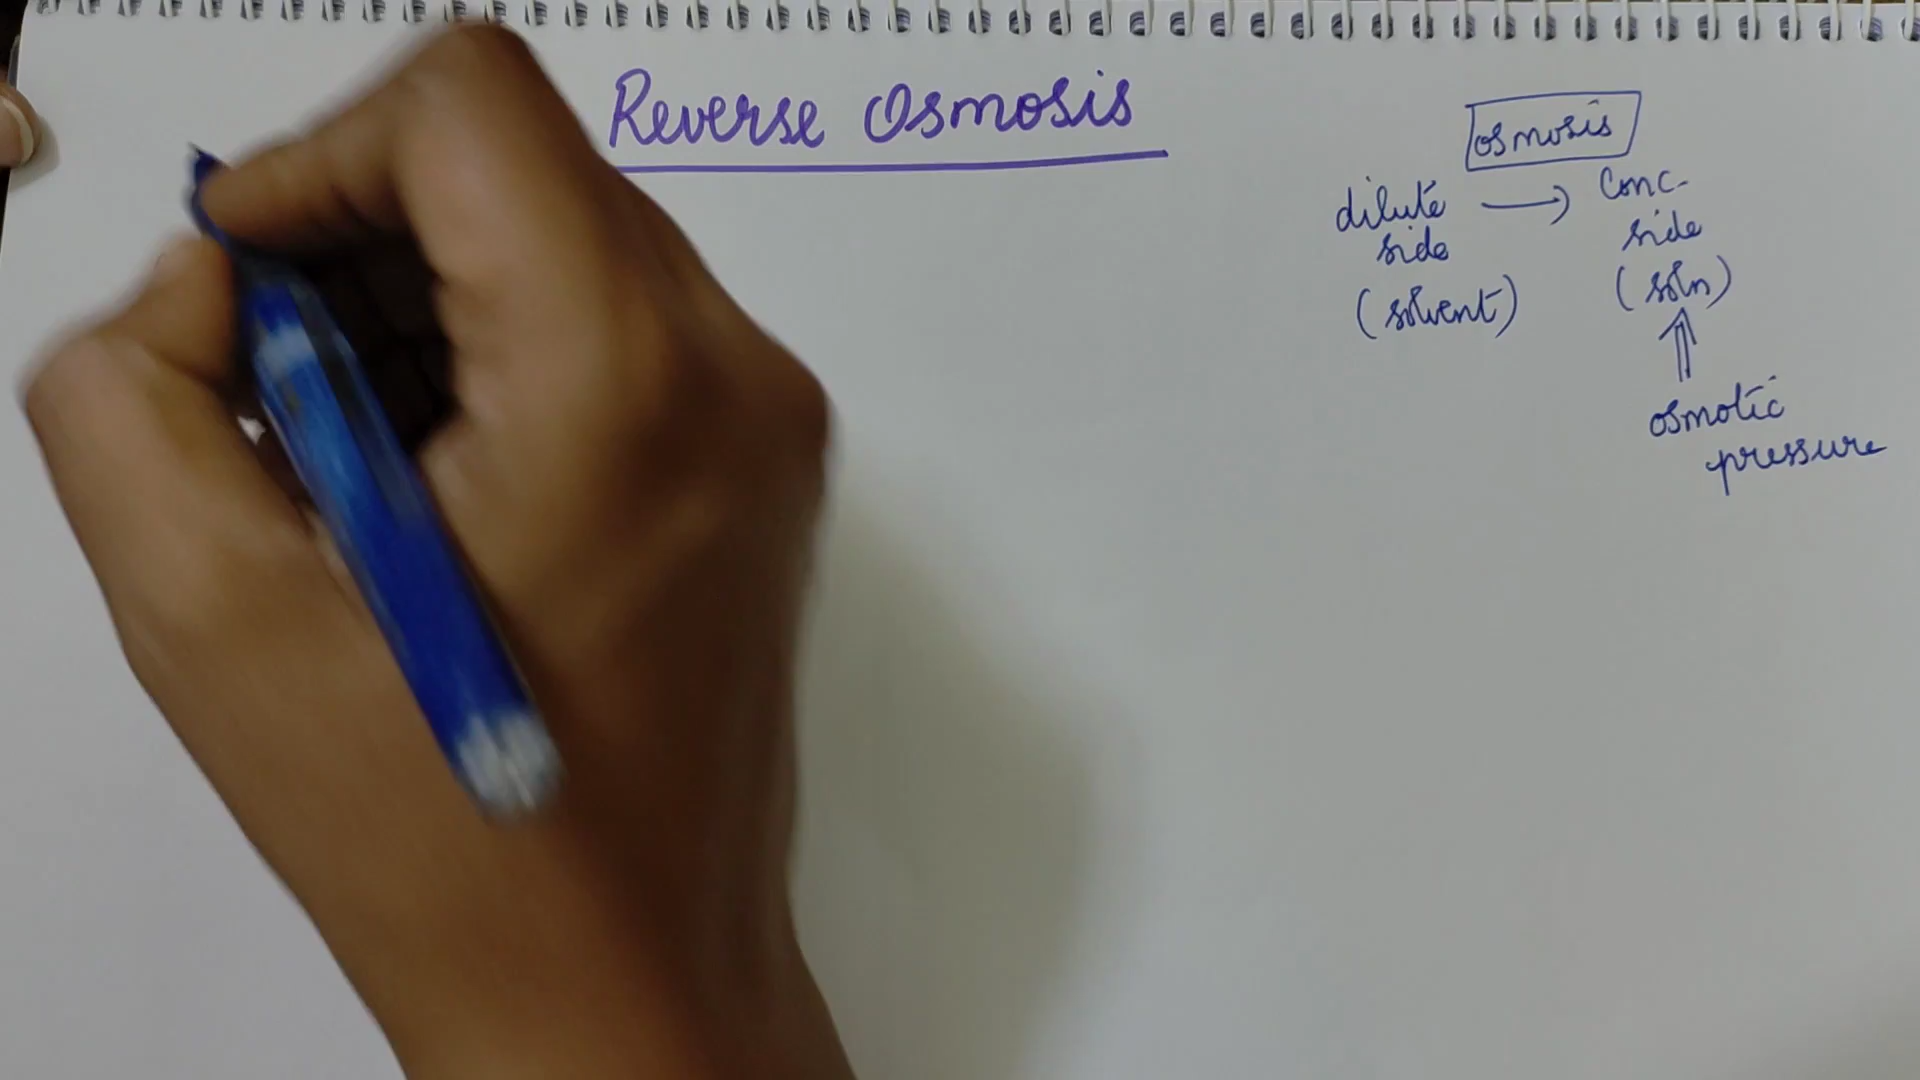 Reverse Osmosis
osmosis
dilute → Conc-
side side
(solvent) (soln)
osmotic
pressure